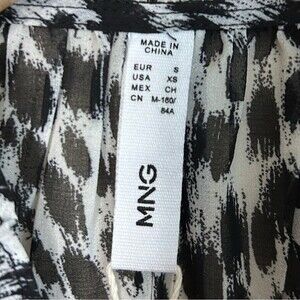 MADE IN
CHINA
EUR S
USA XS
MEX CH
CN M-160/
84A
MNG